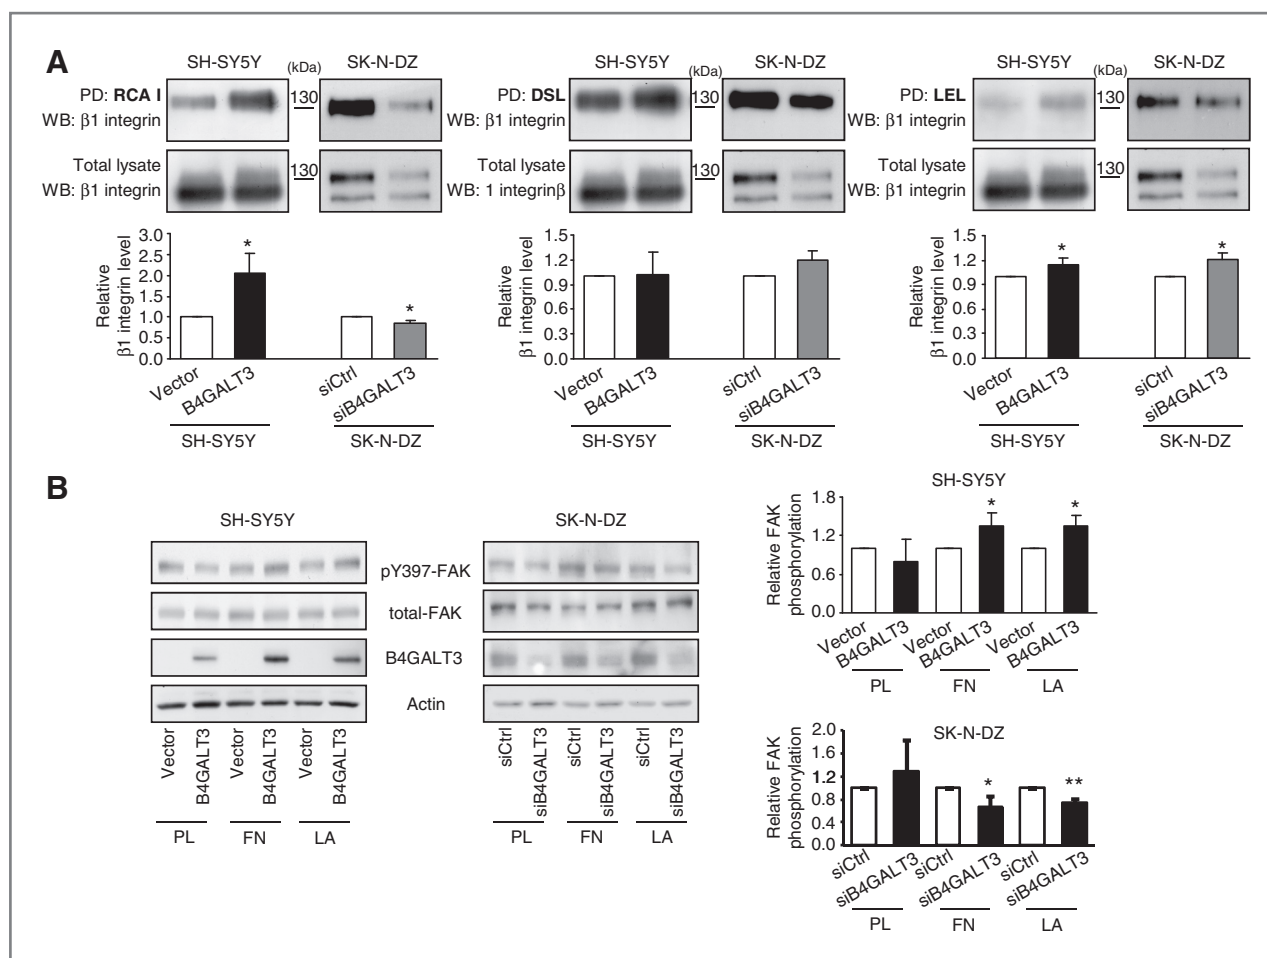 A
SH-SY5Y (kDa) SK-N-DZ
PD: RCA I
WB: β1 integrin
130
Total lysate
WB: β1 integrin
130
Relative
β1 integrin level
3.0
2.5
2.0
1.5
1.0
0.5
0.0
*
*
Vector
B4GALT3
siCtrl
siB4GALT3
SH-SY5Y
SK-N-DZ
SH-SY5Y (kDa) SK-N-DZ
PD: DSL
WB: β1 integrin
130
Total lysate
WB: 1 integrinβ
130
Relative
β1 integrin level
1.5
1.2
0.9
0.6
0.3
0.0
Vector
B4GALT3
siCtrl
siB4GALT3
SH-SY5Y
SK-N-DZ
SH-SY5Y (kDa) SK-N-DZ
PD: LEL
WB: β1 integrin
130
Total lysate
WB: β1 integrin
130
Relative
β1 integrin level
1.5
1.2
0.9
0.6
0.3
0.0
*
*
Vector
B4GALT3
siCtrl
siB4GALT3
SH-SY5Y
SK-N-DZ
B
SH-SY5Y
SK-N-DZ
pY397-FAK
total-FAK
B4GALT3
Actin
Vector
B4GALT3
Vector
B4GALT3
Vector
B4GALT3
PL
FN
LA
siCtrl
siB4GALT3
siCtrl
siB4GALT3
siCtrl
siB4GALT3
PL
FN
LA
SH-SY5Y
Relative FAK
phosphorylation
1.8
1.2
0.6
0.0
*
*
Vector
B4GALT3
Vector
B4GALT3
Vector
B4GALT3
PL
FN
LA
SK-N-DZ
Relative FAK
phosphorylation
2.0
1.6
1.2
0.8
0.4
0.0
*
**
siCtrl
siB4GALT3
siCtrl
siB4GALT3
siCtrl
siB4GALT3
PL
FN
LA